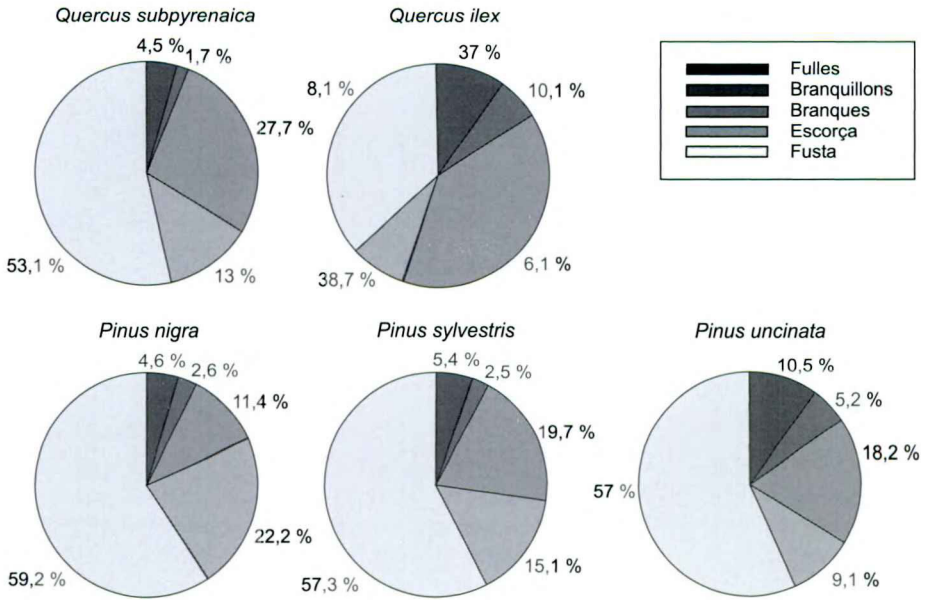 Quercus subpyrenaica
4,5 %
1,7 %
27,7 %
13 %
53,1 %
Quercus ilex
37 %
10,1 %
6,1 %
38,7 %
8,1 %
Fulles
Branquillons
Branques
Escorça
Fusta
Pinus nigra
4,6 %
2,6 %
11,4 %
22,2 %
59,2 %
Pinus sylvestris
5,4 %
2,5 %
19,7 %
15,1 %
57,3 %
Pinus uncinata
10,5 %
5,2 %
18,2 %
9,1 %
57 %